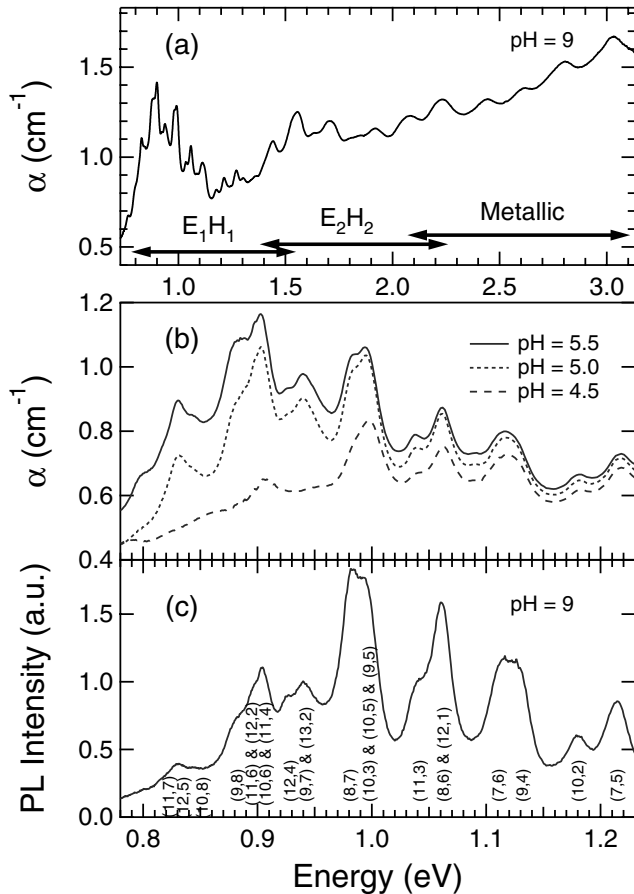 (a)
pH = 9
α (cm⁻¹)
1.5
1.0
0.5
E₁H₁
E₂H₂
Metallic
1.0 1.5 2.0 2.5 3.0
(b)
pH = 5.5
pH = 5.0
pH = 4.5
α (cm⁻¹)
1.2
1.0
0.8
0.6
0.4
(c)
pH = 9
PL Intensity (a.u.)
1.5
1.0
0.5
0.0
(11,7)
(12,5)
(10,8)
(9,8)
(11,6) & (12,2)
(10,6) & (11,4)
(12,4)
(9,7) & (13,2)
(8,7)
(10,3) & (10,5) & (9,5)
(11,3)
(8,6) & (12,1)
(7,6)
(9,4)
(10,2)
(7,5)
0.8 0.9 1.0 1.1 1.2
Energy (eV)